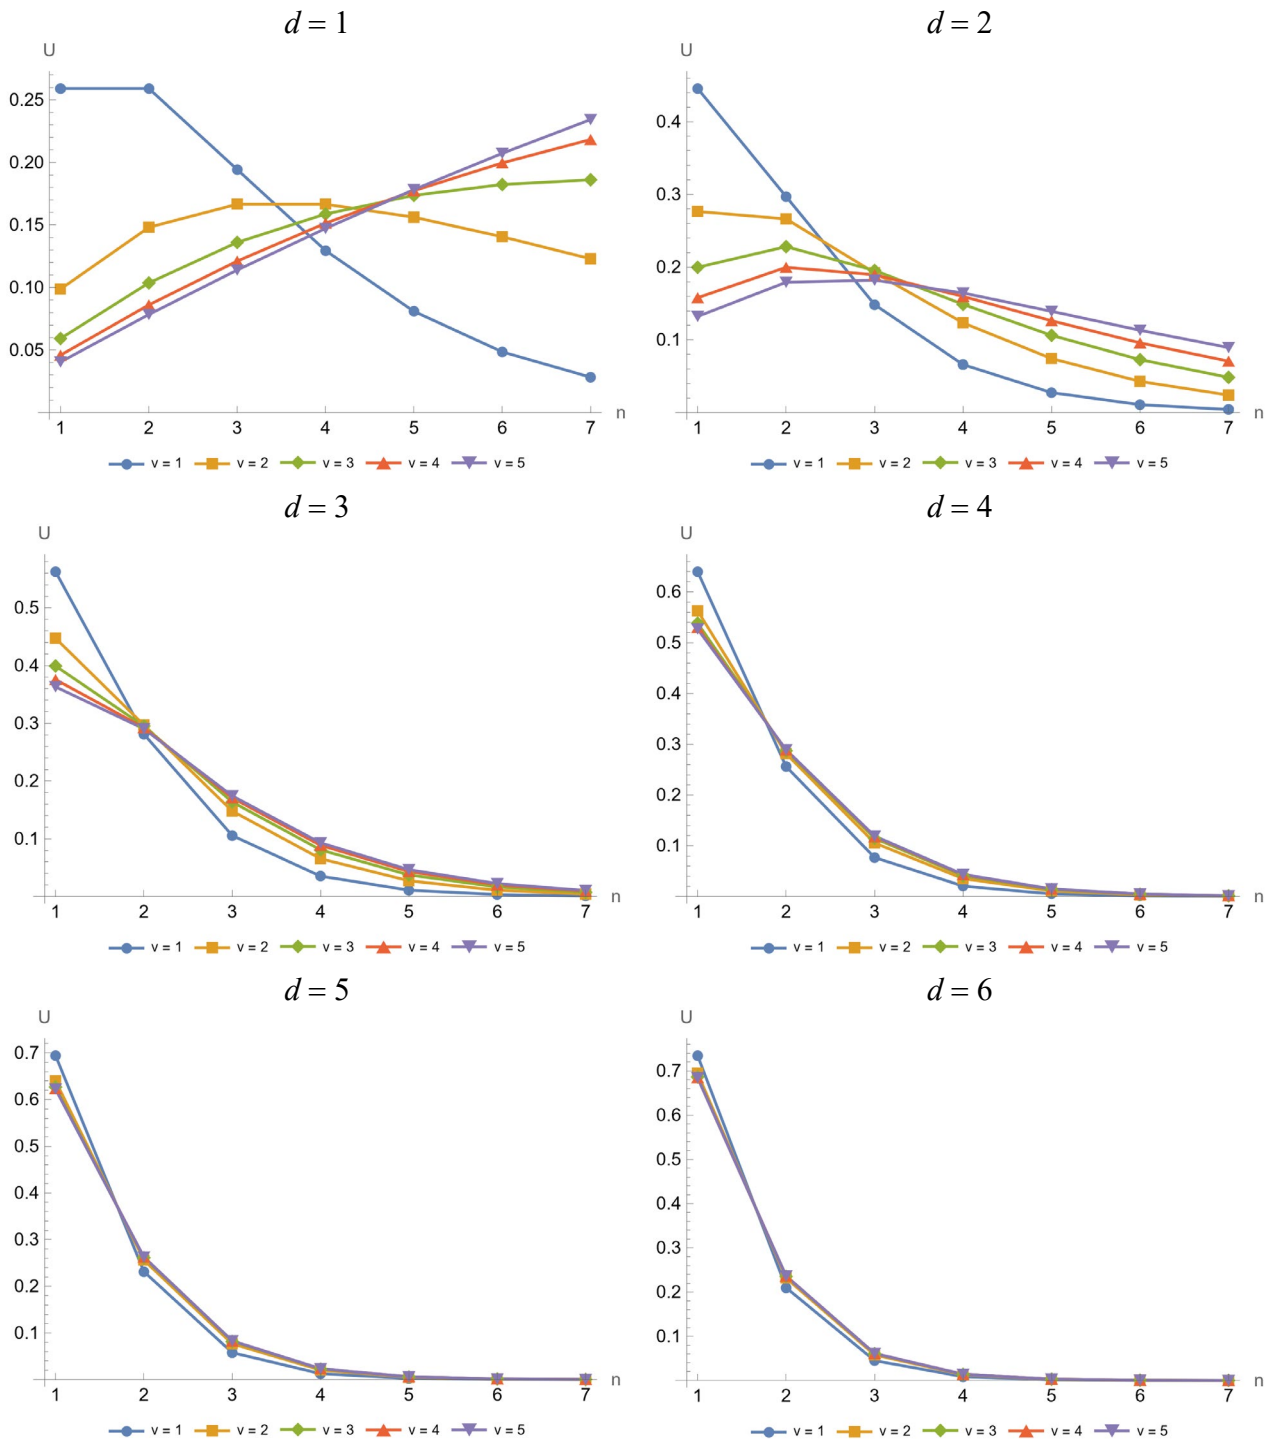 d = 1
U
0.25
0.20
0.15
0.10
0.05
1 2 3 4 5 6 7 n
v = 1 v = 2 v = 3 v = 4 v = 5
d = 2
U
0.4
0.3
0.2
0.1
1 2 3 4 5 6 7 n
v = 1 v = 2 v = 3 v = 4 v = 5
d = 3
U
0.5
0.4
0.3
0.2
0.1
1 2 3 4 5 6 7 n
v = 1 v = 2 v = 3 v = 4 v = 5
d = 4
U
0.6
0.5
0.4
0.3
0.2
0.1
1 2 3 4 5 6 7 n
v = 1 v = 2 v = 3 v = 4 v = 5
d = 5
U
0.7
0.6
0.5
0.4
0.3
0.2
0.1
1 2 3 4 5 6 7 n
v = 1 v = 2 v = 3 v = 4 v = 5
d = 6
U
0.7
0.6
0.5
0.4
0.3
0.2
0.1
1 2 3 4 5 6 7 n
v = 1 v = 2 v = 3 v = 4 v = 5